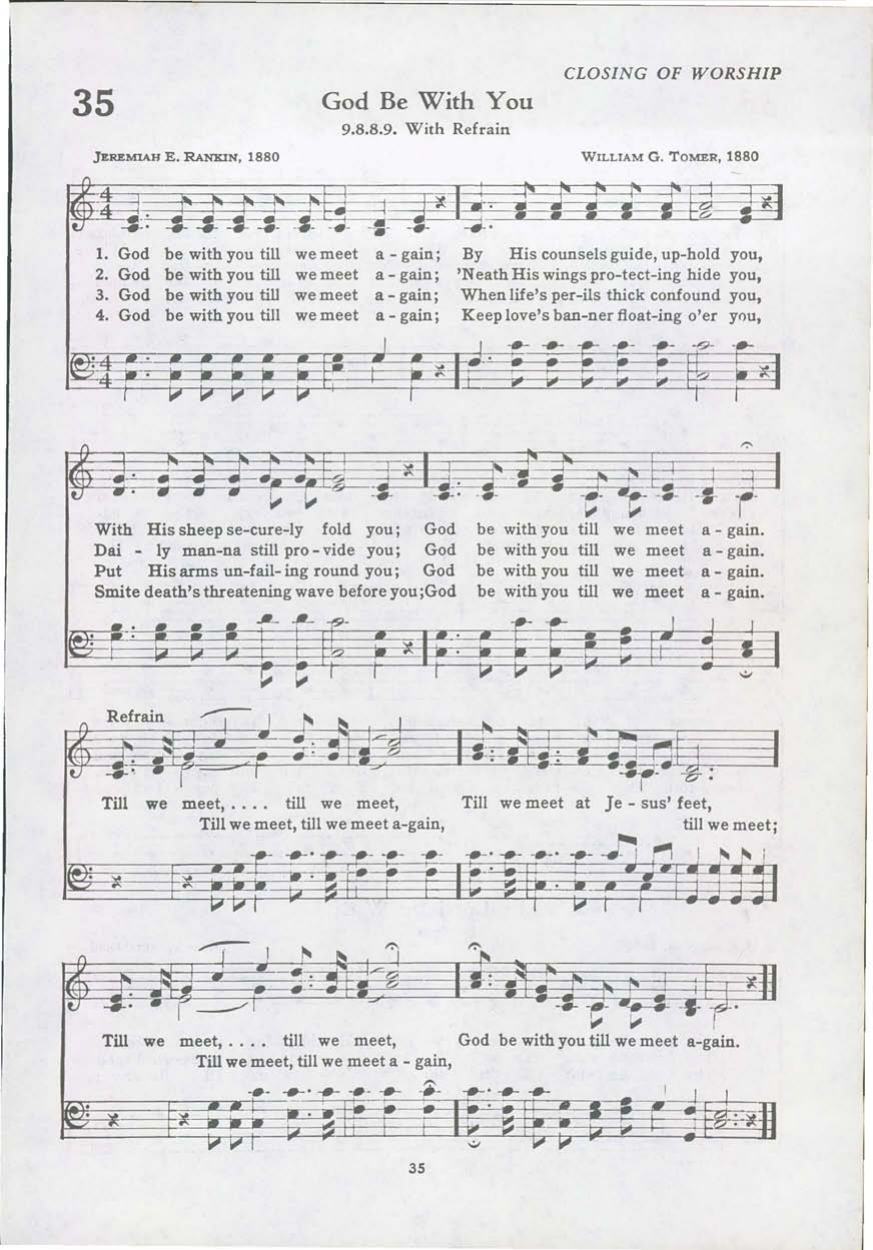 CLOSING OF WORSHIP
35
God Be With You
9.8.8.9. With Refrain
JEREMIAH E. RANKIN, 1880 WILLIAM G. TOMER, 1880
1. God be with you till we meet a - gain; By His counsels guide, up-hold you,
2. God be with you till we meet a - gain; 'Neath His wings pro-tect-ing hide you,
3. God be with you till we meet a - gain; When life's per-ils thick confound you,
4. God be with you till we meet a - gain; Keep love's ban-ner float-ing o'er you,
With His sheep se-cure-ly fold you; God be with you till we meet a - gain.
Dai - ly man-na still pro-vide you; God be with you till we meet a - gain.
Put His arms un-fail-ing round you; God be with you till we meet a - gain.
Smite death's threatening wave before you; God be with you till we meet a - gain.
Refrain
Till we meet, . . . . till we meet, Till we meet at Je - sus' feet,
Till we meet, till we meet a-gain, till we meet;
Till we meet, . . . . till we meet, God be with you till we meet a-gain.
Till we meet, till we meet a - gain,
35